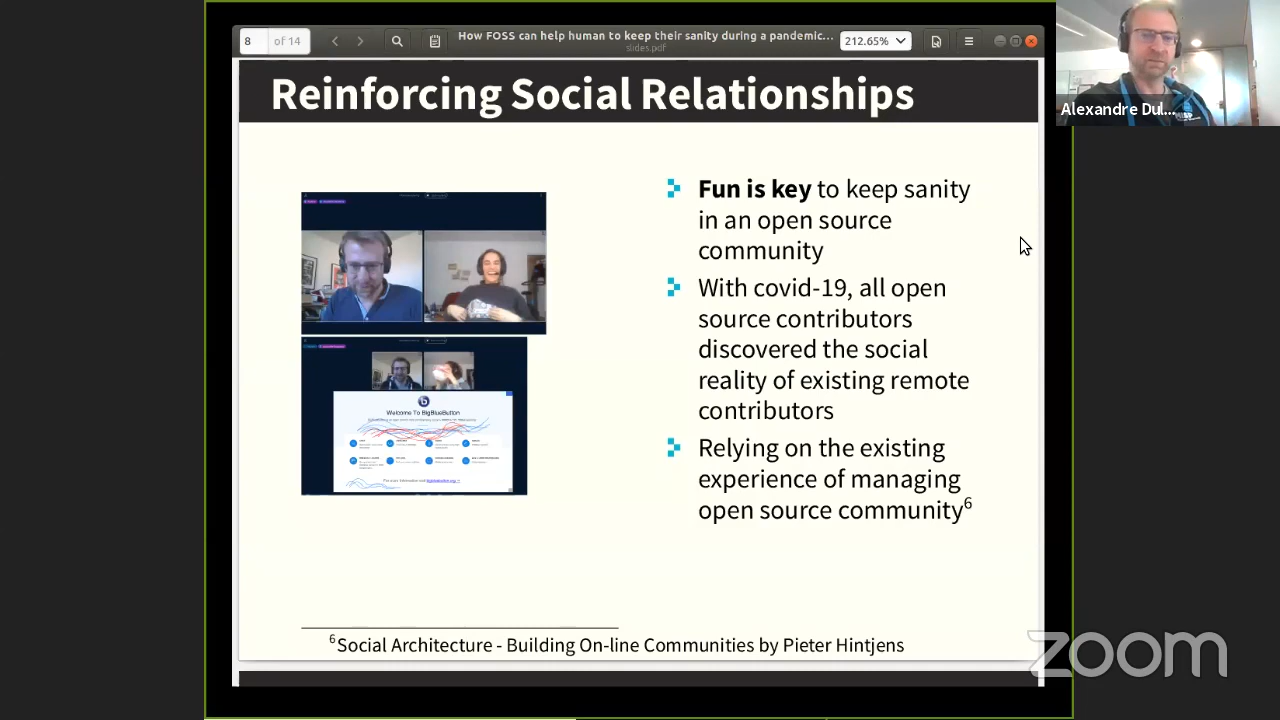 8 of 14
How FOSS can help human to keep their sanity during a pandemic...
slides.pdf
212.65%
Alexandre Dul...
Reinforcing Social Relationships
Fun is key to keep sanity
in an open source
community
With covid-19, all open
source contributors
discovered the social
reality of existing remote
contributors
Relying on the existing
experience of managing
open source community6
Welcome To BigBlueButton
6Social Architecture - Building On-line Communities by Pieter Hintjens
zoom